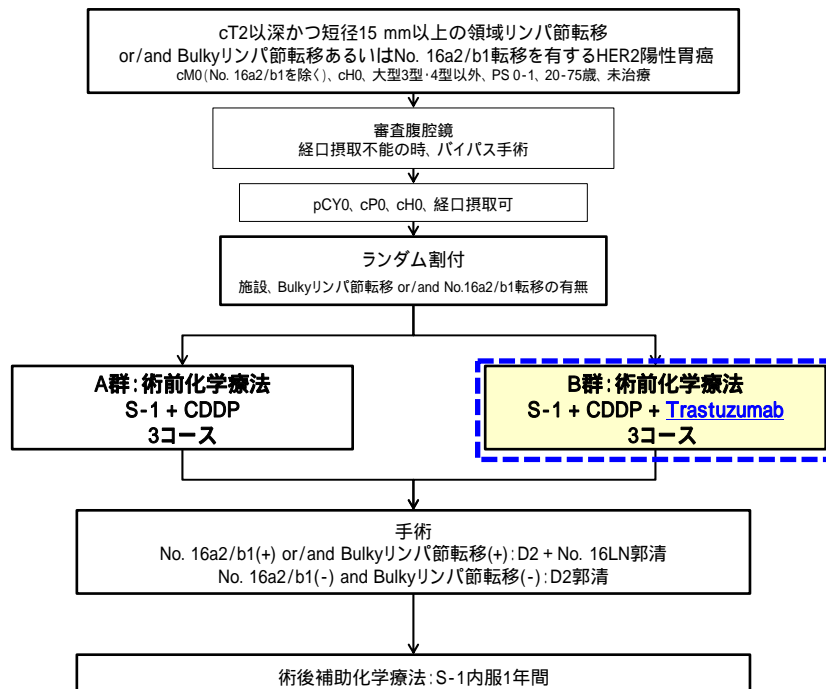 cT2以深かつ短径15 mm以上の領域リンパ節転移
or/and Bulkyリンパ節転移あるいはNo. 16a2/b1転移を有するHER2陽性胃癌
cM0(No. 16a2/b1を除く)、cH0、大型3型･4型以外、PS 0-1、20-75歳、未治療
審査腹腔鏡
経口摂取不能の時、バイパス手術
pCY0、cP0、cH0、経口摂取可
ランダム割付
施設、Bulkyリンパ節転移 or/and No.16a2/b1転移の有無
A群:術前化学療法
S-1 + CDDP
3コース
B群:術前化学療法
S-1 + CDDP + Trastuzumab
3コース
手術
No. 16a2/b1(+) or/and Bulkyリンパ節転移(+):D2 + No. 16LN郭清
No. 16a2/b1(-) and Bulkyリンパ節転移(-):D2郭清
術後補助化学療法:S-1内服1年間